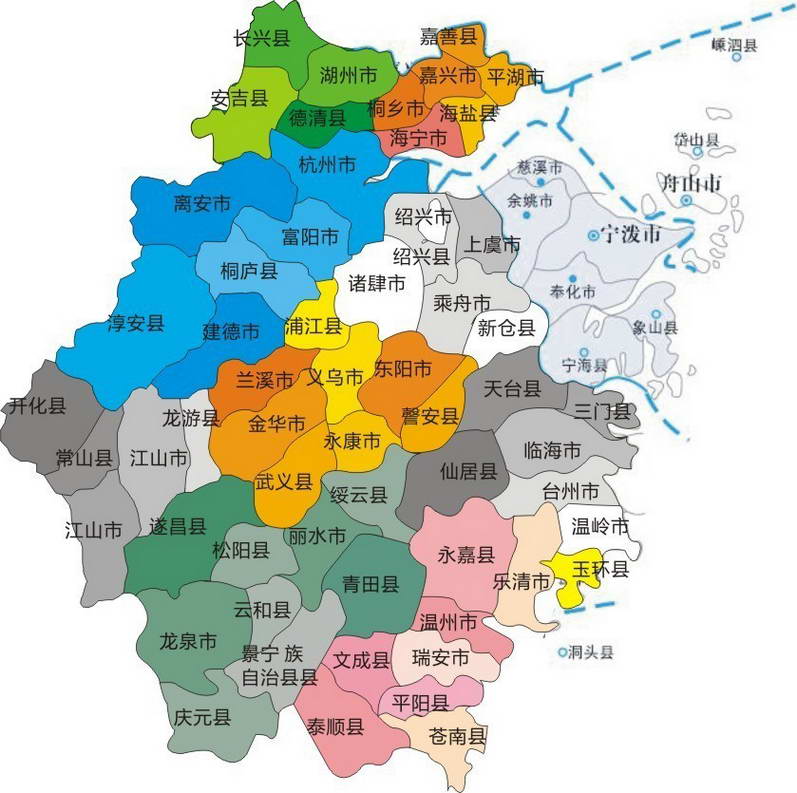 长兴县
嘉善县
嵊泗县
湖州市
嘉兴市
平湖市
安吉县
桐乡市
海盐县
德清县
海宁市
岱山县
杭州市
慈溪市
舟山市
离安市
余姚市
绍兴市
富阳市
宁泼市
上虞市
绍兴县
桐庐县
诸肆市
奉化市
乘舟市
淳安县
建德市
浦江县
新仓县
象山县
宁海县
兰溪市
义乌市
东阳市
天台县
开化县
龙游县
金华市
罄安县
三门县
永康市
常山县
江山市
临海市
仙居县
武义县
绥云县
台州市
江山市
遂昌县
丽水市
温岭市
松阳县
永嘉县
青田县
乐清市
玉环县
云和县
温州市
龙泉市
景宁 族
自治县县
文成县
瑞安市
洞头县
平阳县
庆元县
泰顺县
苍南县